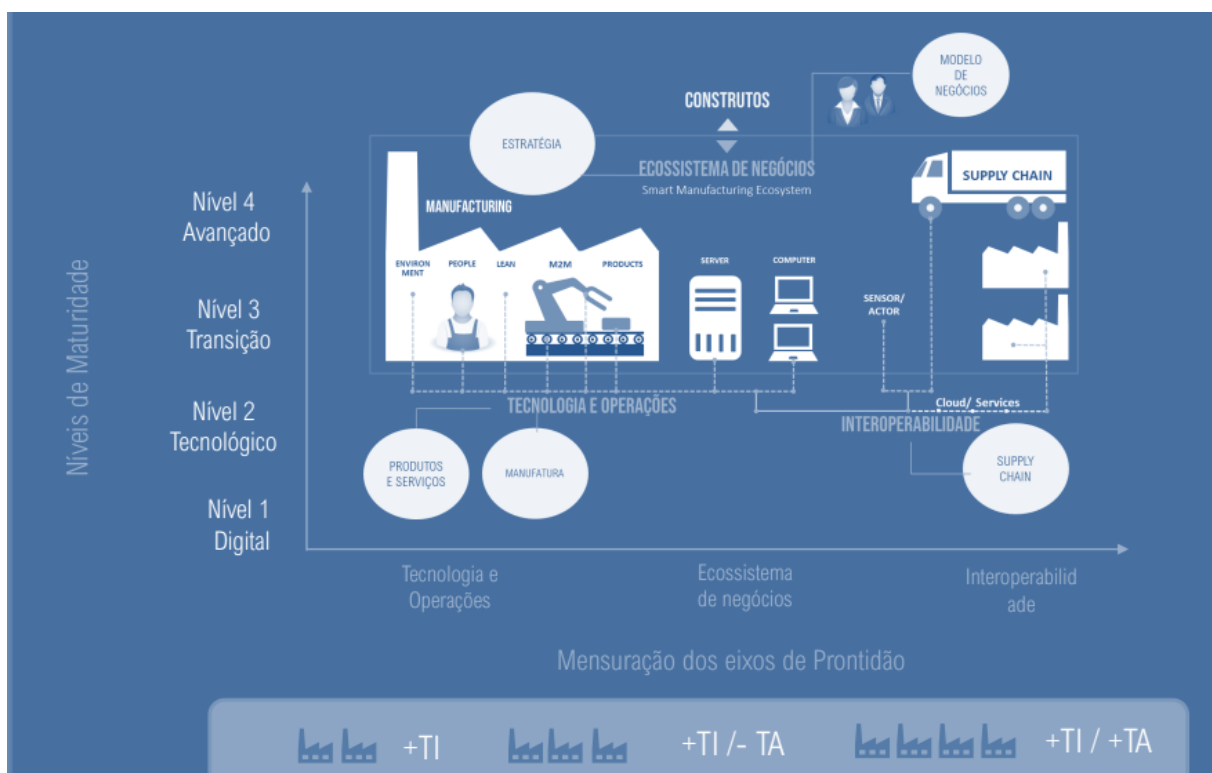 MODELO
DE
NEGÓCIOS
CONSTRUTOS
ESTRATÉGIA
ECOSSISTEMA DE NEGÓCIOS
Smart Manufacturing Ecosystem
SUPPLY CHAIN
Níveis de Maturidade
Nível 4
Avançado
MANUFACTURING
ENVIRON
MENT
PEOPLE
LEAN
M2M
PRODUCTS
SERVER
COMPUTER
SENSOR/
ACTOR
Nível 3
Transição
Nível 2
Tecnológico
TECNOLOGIA E OPERAÇÕES
Cloud/ Services
INTEROPERABILIDADE
PRODUTOS
E SERVIÇOS
MANUFATURA
SUPPLY
CHAIN
Nível 1
Digital
Tecnologia e
Operações
Ecossistema
de negócios
Interoperabilid
ade
Mensuração dos eixos de Prontidão
+TI
+TI /- TA
+TI / +TA